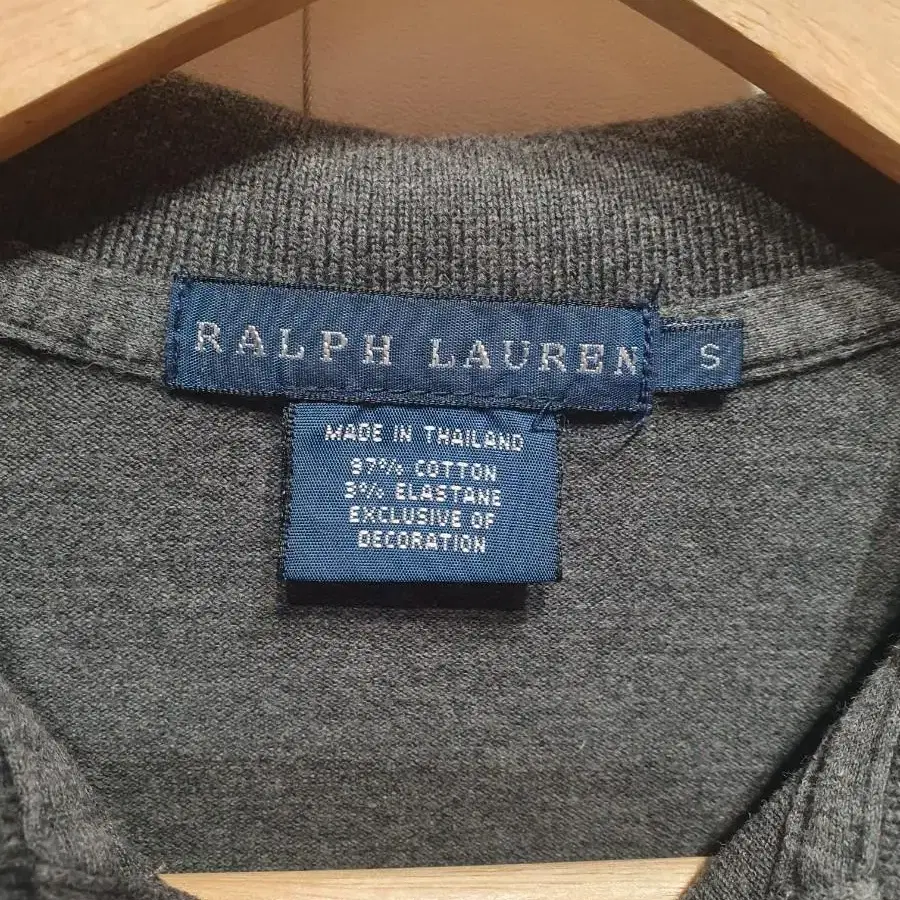 RALPH LAUREN
S
MADE IN THAILAND
97% COTTON
3% ELASTANE
EXCLUSIVE OF
DECORATION